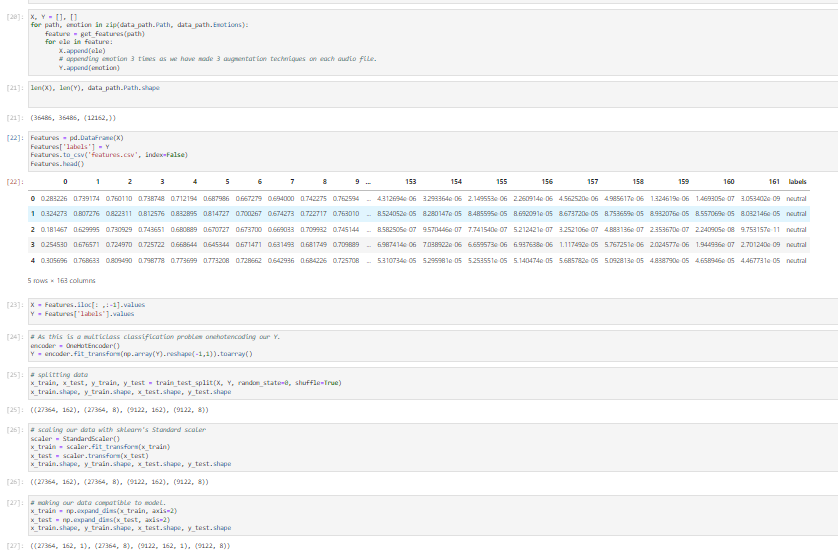 [20]: X, Y = [], []
for path, emotion in zip(data_path.Path, data_path.Emotions):
feature = get_features(path)
for ele in feature:
X.append(ele)
# appending emotion 3 times as we have made 3 augmentation techniques on each audio file.
Y.append(emotion)
[21]: len(X), len(Y), data_path.Path.shape
[21]: (36486, 36486, (12162,))
[22]: Features = pd.DataFrame(X)
Features['labels'] = Y
Features.to_csv('features.csv', index=False)
Features.head()
[22]: 0 1 2 3 4 5 6 7 8 9 ... 153 154 155 156 157 158 159 160 161 labels
0 0.283226 0.739174 0.760110 0.738748 0.712194 0.687986 0.667279 0.694000 0.742275 0.762594 ... 4.312694e-06 3.293364e-06 2.149553e-06 2.260914e-06 4.562520e-06 4.985617e-06 1.324619e-06 1.469305e-07 3.053402e-09 neutral
1 0.324273 0.807276 0.822311 0.812576 0.832895 0.814727 0.700267 0.674273 0.722717 0.763010 ... 8.524052e-05 8.280147e-05 8.485595e-05 8.692091e-05 8.673720e-05 8.753659e-05 8.932076e-05 8.557069e-05 8.032146e-05 neutral
2 0.181467 0.629995 0.730929 0.743651 0.680889 0.670727 0.673700 0.669033 0.709932 0.745144 ... 8.582505e-07 9.570446e-07 7.741540e-07 5.212421e-07 3.252106e-07 4.883136e-07 2.353670e-07 2.240905e-08 9.753157e-11 neutral
3 0.254530 0.676571 0.724970 0.725722 0.668644 0.645344 0.671471 0.631493 0.681749 0.709889 ... 6.987414e-06 7.038922e-06 6.659573e-06 6.937638e-06 1.117492e-05 5.767251e-06 2.024577e-06 1.944936e-07 2.701240e-09 neutral
4 0.305696 0.768633 0.809490 0.798778 0.773699 0.773208 0.728662 0.642936 0.684226 0.725708 ... 5.310734e-05 5.295981e-05 5.253551e-05 5.140474e-05 5.685782e-05 5.092813e-05 4.838790e-05 4.658946e-05 4.467731e-05 neutral
5 rows × 163 columns
[23]: X = Features.iloc[: ,:-1].values
Y = Features['labels'].values
[24]: # As this is a multiclass classification problem onehotencoding our Y.
encoder = OneHotEncoder()
Y = encoder.fit_transform(np.array(Y).reshape(-1,1)).toarray()
[25]: # splitting data
x_train, x_test, y_train, y_test = train_test_split(X, Y, random_state=0, shuffle=True)
x_train.shape, y_train.shape, x_test.shape, y_test.shape
[25]: ((27364, 162), (27364, 8), (9122, 162), (9122, 8))
[26]: # scaling our data with sklearn's Standard scaler
scaler = StandardScaler()
x_train = scaler.fit_transform(x_train)
x_test = scaler.transform(x_test)
x_train.shape, y_train.shape, x_test.shape, y_test.shape
[26]: ((27364, 162), (27364, 8), (9122, 162), (9122, 8))
[27]: # making our data compatible to model.
x_train = np.expand_dims(x_train, axis=2)
x_test = np.expand_dims(x_test, axis=2)
x_train.shape, y_train.shape, x_test.shape, y_test.shape
[27]: ((27364, 162, 1), (27364, 8), (9122, 162, 1), (9122, 8))